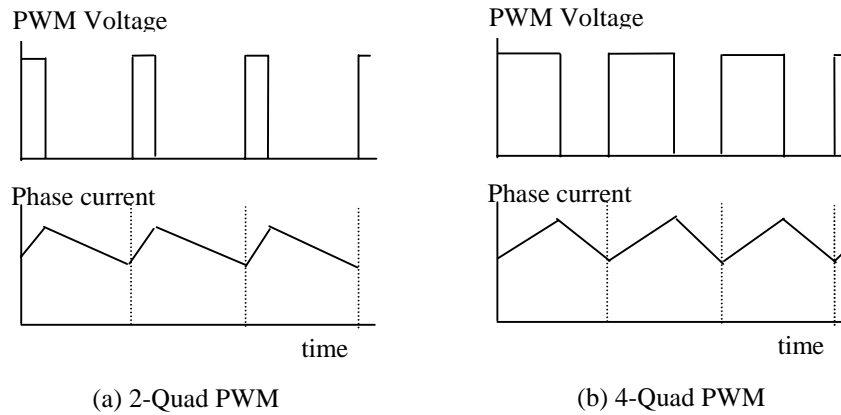 PWM Voltage
PWM Voltage
Phase current
Phase current
time
time
(a) 2-Quad PWM
(b) 4-Quad PWM